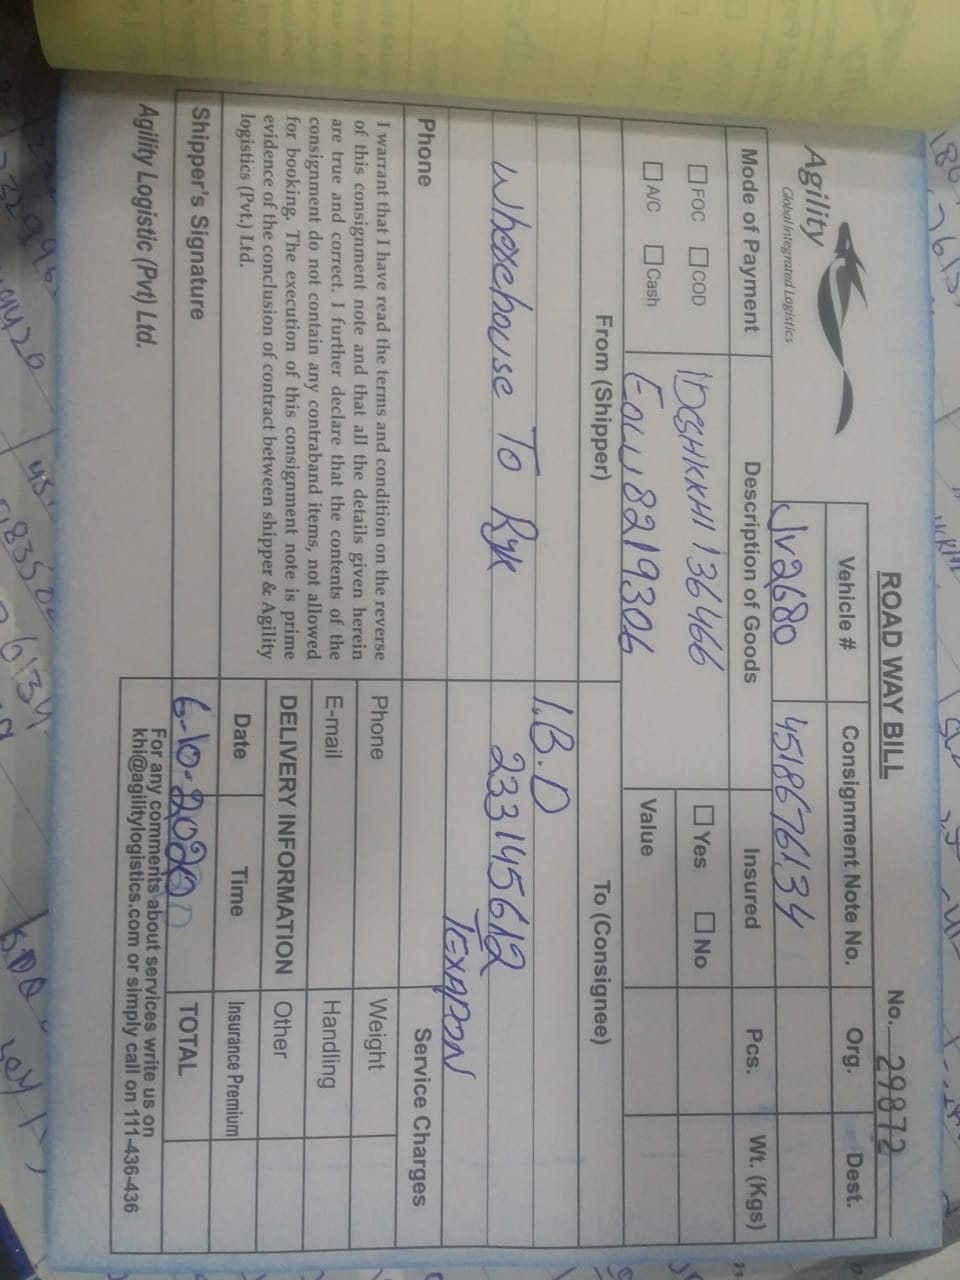 ROAD WAY BILL
No. 29872
Agility
Global Integrated Logistics
Vehicle # Consignment Note No. Org. Dest.
JV2680 4518676134
Mode of Payment Description of Goods Insured Pcs. Wt. (Kgs)
FOC COD 136466 Yes No
A/C Cash 8219306 Value
From (Shipper) To (Consignee)
I.B.D
Wherehouse To Ryk 233145612
TEXAPON
Phone Service Charges
I warrant that I have read the terms and condition on the reverse
of this consignment note and that all the details given herein
are true and correct. I further declare that the contents of the
consignment do not contain any contraband items, not allowed
for booking. The execution of this consignment note is prime
evidence of the conclusion of contract between shipper & Agility
logistics (Pvt.) Ltd.
Phone Weight
E-mail Handling
DELIVERY INFORMATION Other
Date Time Insurance Premium
Shipper's Signature 6-10-2020 TOTAL
Agility Logistic (Pvt) Ltd.
For any comments about services write us on
khi@agilitylogistics.com or simply call on 111-436-436
6134